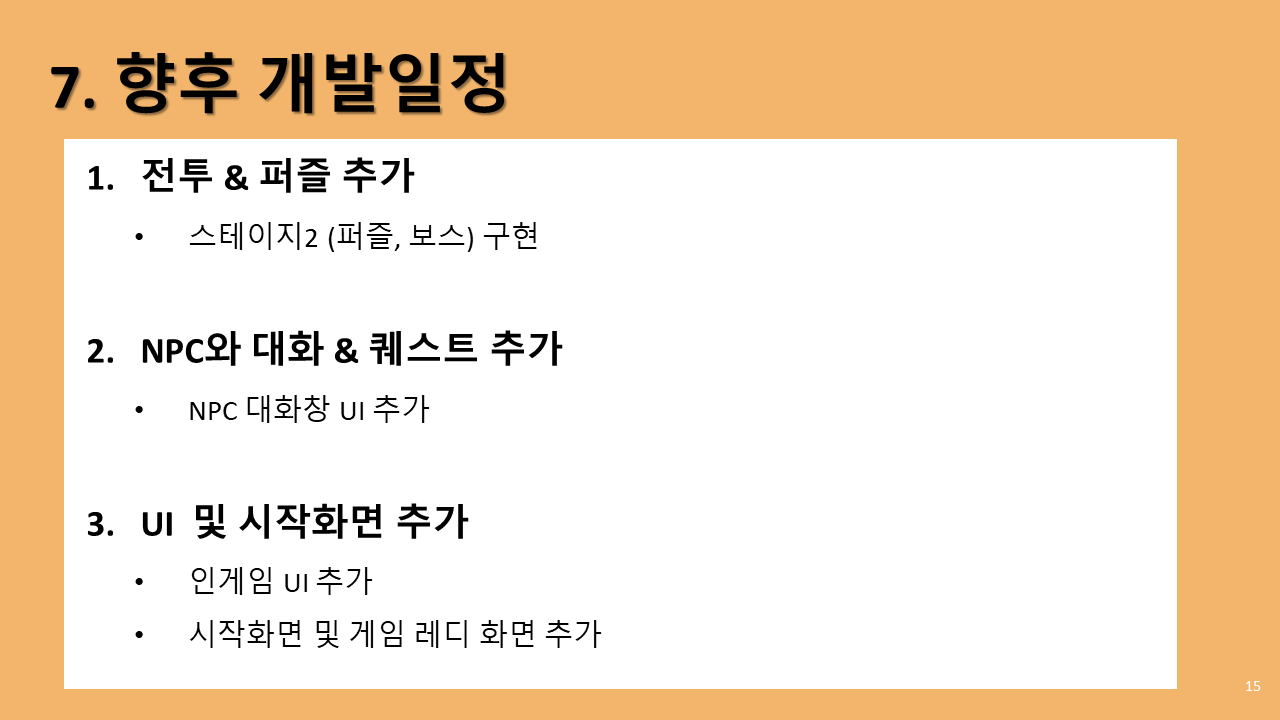 7. 향후 개발일정
1. 전투 & 퍼즐 추가
• 스테이지2 (퍼즐, 보스) 구현
2. NPC와 대화 & 퀘스트 추가
• NPC 대화창 UI 추가
3. UI 및 시작화면 추가
• 인게임 UI 추가
• 시작화면 및 게임 레디 화면 추가
15